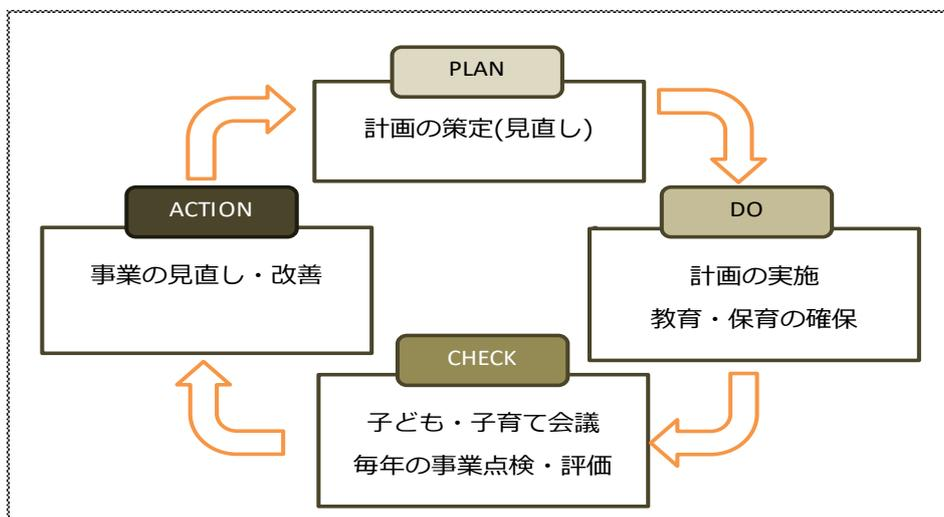 PLAN
計画の策定(見直し)
DO
計画の実施
教育・保育の確保
CHECK
子ども・子育て会議
毎年の事業点検・評価
ACTION
事業の見直し・改善